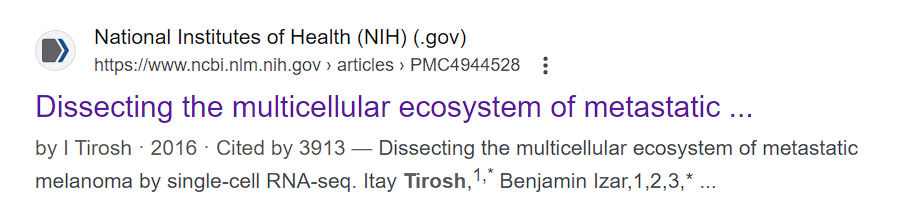 National Institutes of Health (NIH) (.gov)
https://www.ncbi.nlm.nih.gov › articles › PMC4944528
Dissecting the multicellular ecosystem of metastatic ...
by I Tirosh · 2016 · Cited by 3913 — Dissecting the multicellular ecosystem of metastatic
melanoma by single-cell RNA-seq. Itay Tirosh,1,* Benjamin Izar,1,2,3,* ...